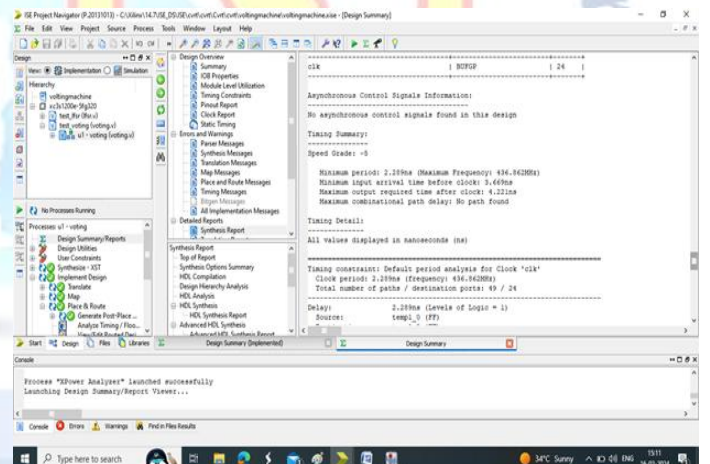 ISE Project Navigator (P.20131013) - C:\Xilinx\14.7\ISE_DS\ISE\cvrt\cvrt\Cvrt\cvrt\votingmachine\votingmachine.xise - [Design Summary]
File Edit View Project Source Process Tools Window Layout Help
Design
View: Implementation Simulation
Hierarchy
votingmachine
xc3s1200e-5fg320
test_lfsr (lfsr.v)
test_voting (voting.v)
u1 - voting (voting.v)
No Processes Running
Processes: u1 - voting
Design Summary/Reports
Design Utilities
User Constraints
Synthesize - XST
Implement Design
Translate
Map
Place & Route
Generate Post-Place ...
Analyze Timing / Floo...
Start Design Files Libraries
Design Overview
Summary
IOB Properties
Module Level Utilization
Timing Constraints
Pinout Report
Clock Report
Static Timing
Errors and Warnings
Parser Messages
Synthesis Messages
Translation Messages
Map Messages
Place and Route Messages
Timing Messages
Bitgen Messages
All Implementation Messages
Detailed Reports
Synthesis Report
Synthesis Report
Top of Report
Synthesis Options Summary
HDL Compilation
Design Hierarchy Analysis
HDL Analysis
HDL Synthesis
HDL Synthesis Report
Advanced HDL Synthesis
Advanced HDL Synthesis Report
Design Summary (Implemented)
Design Summary
clk | BUFGP | 24 |
Asynchronous Control Signals Information:
No asynchronous control signals found in this design
Timing Summary:
Speed Grade: -5
Minimum period: 2.289ns (Maximum Frequency: 436.862MHz)
Minimum input arrival time before clock: 3.669ns
Maximum output required time after clock: 4.221ns
Maximum combinational path delay: No path found
Timing Detail:
All values displayed in nanoseconds (ns)
Timing constraint: Default period analysis for Clock 'clk'
Clock period: 2.289ns (frequency: 436.862MHz)
Total number of paths / destination ports: 49 / 24
Delay: 2.289ns (Levels of Logic = 1)
Source: temp1_0 (FF)
Console
Process "XPower Analyzer" launched successfully
Launching Design Summary/Report Viewer...
Console Errors Warnings Find in Files Results
Type here to search
34°C Sunny
ENG
15:11